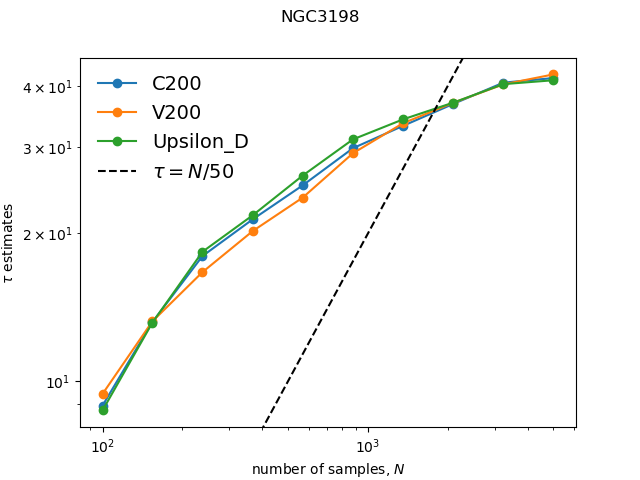 NGC3198
C200
V200
Upsilon_D
τ = N/50
4 × 10¹
3 × 10¹
2 × 10¹
10¹
τ estimates
10²
10³
number of samples, N